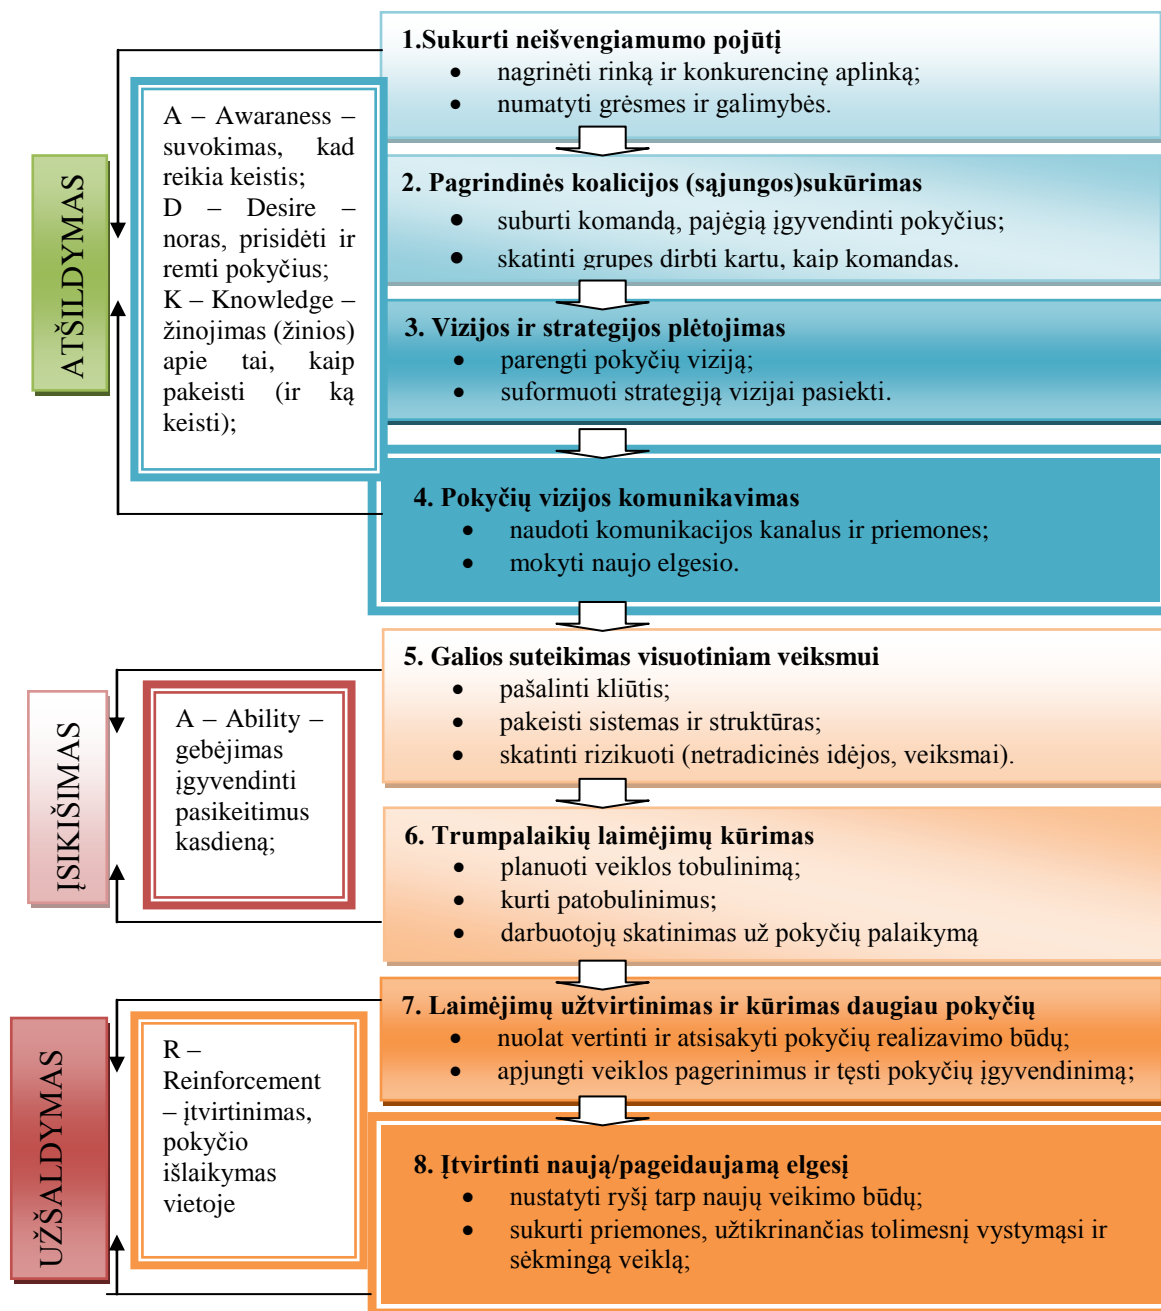 1.Sukurti neišvengiamumo pojūtį
• nagrinėti rinką ir konkurencinę aplinką;
• numatyti grėsmes ir galimybės.
ATŠILDYMAS
A – Awaraness –
suvokimas, kad
reikia keistis;
D – Desire –
noras, prisidėti ir
remti pokyčius;
K – Knowledge –
žinojimas (žinios)
apie tai, kaip
pakeisti (ir ką
keisti);
2. Pagrindinės koalicijos (sąjungos)sukūrimas
• suburti komandą, pajėgią įgyvendinti pokyčius;
• skatinti grupes dirbti kartu, kaip komandas.
3. Vizijos ir strategijos plėtojimas
• parengti pokyčių viziją;
• suformuoti strategiją vizijai pasiekti.
4. Pokyčių vizijos komunikavimas
• naudoti komunikacijos kanalus ir priemones;
• mokyti naujo elgesio.
ĮSIKIŠIMAS
A – Ability –
gebėjimas
įgyvendinti
pasikeitimus
kasdieną;
5. Galios suteikimas visuotiniam veiksmui
• pašalinti kliūtis;
• pakeisti sistemas ir struktūras;
• skatinti rizikuoti (netradicinės idėjos, veiksmai).
6. Trumpalaikių laimėjimų kūrimas
• planuoti veiklos tobulinimą;
• kurti patobulinimus;
• darbuotojų skatinimas už pokyčių palaikymą
UŽŠALDYMAS
R –
Reinforcement
– įtvirtinimas,
pokyčio
išlaikymas
vietoje
7. Laimėjimų užtvirtinimas ir kūrimas daugiau pokyčių
• nuolat vertinti ir atsisakyti pokyčių realizavimo būdų;
• apjungti veiklos pagerinimus ir tęsti pokyčių įgyvendinimą;
8. Įtvirtinti naują/pageidaujamą elgesį
• nustatyti ryšį tarp naujų veikimo būdų;
• sukurti priemones, užtikrinančias tolimesnį vystymąsi ir
sėkmingą veiklą;